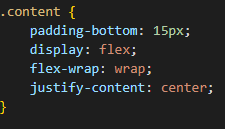 .content {
    padding-bottom: 15px;
    display: flex;
    flex-wrap: wrap;
    justify-content: center;
}